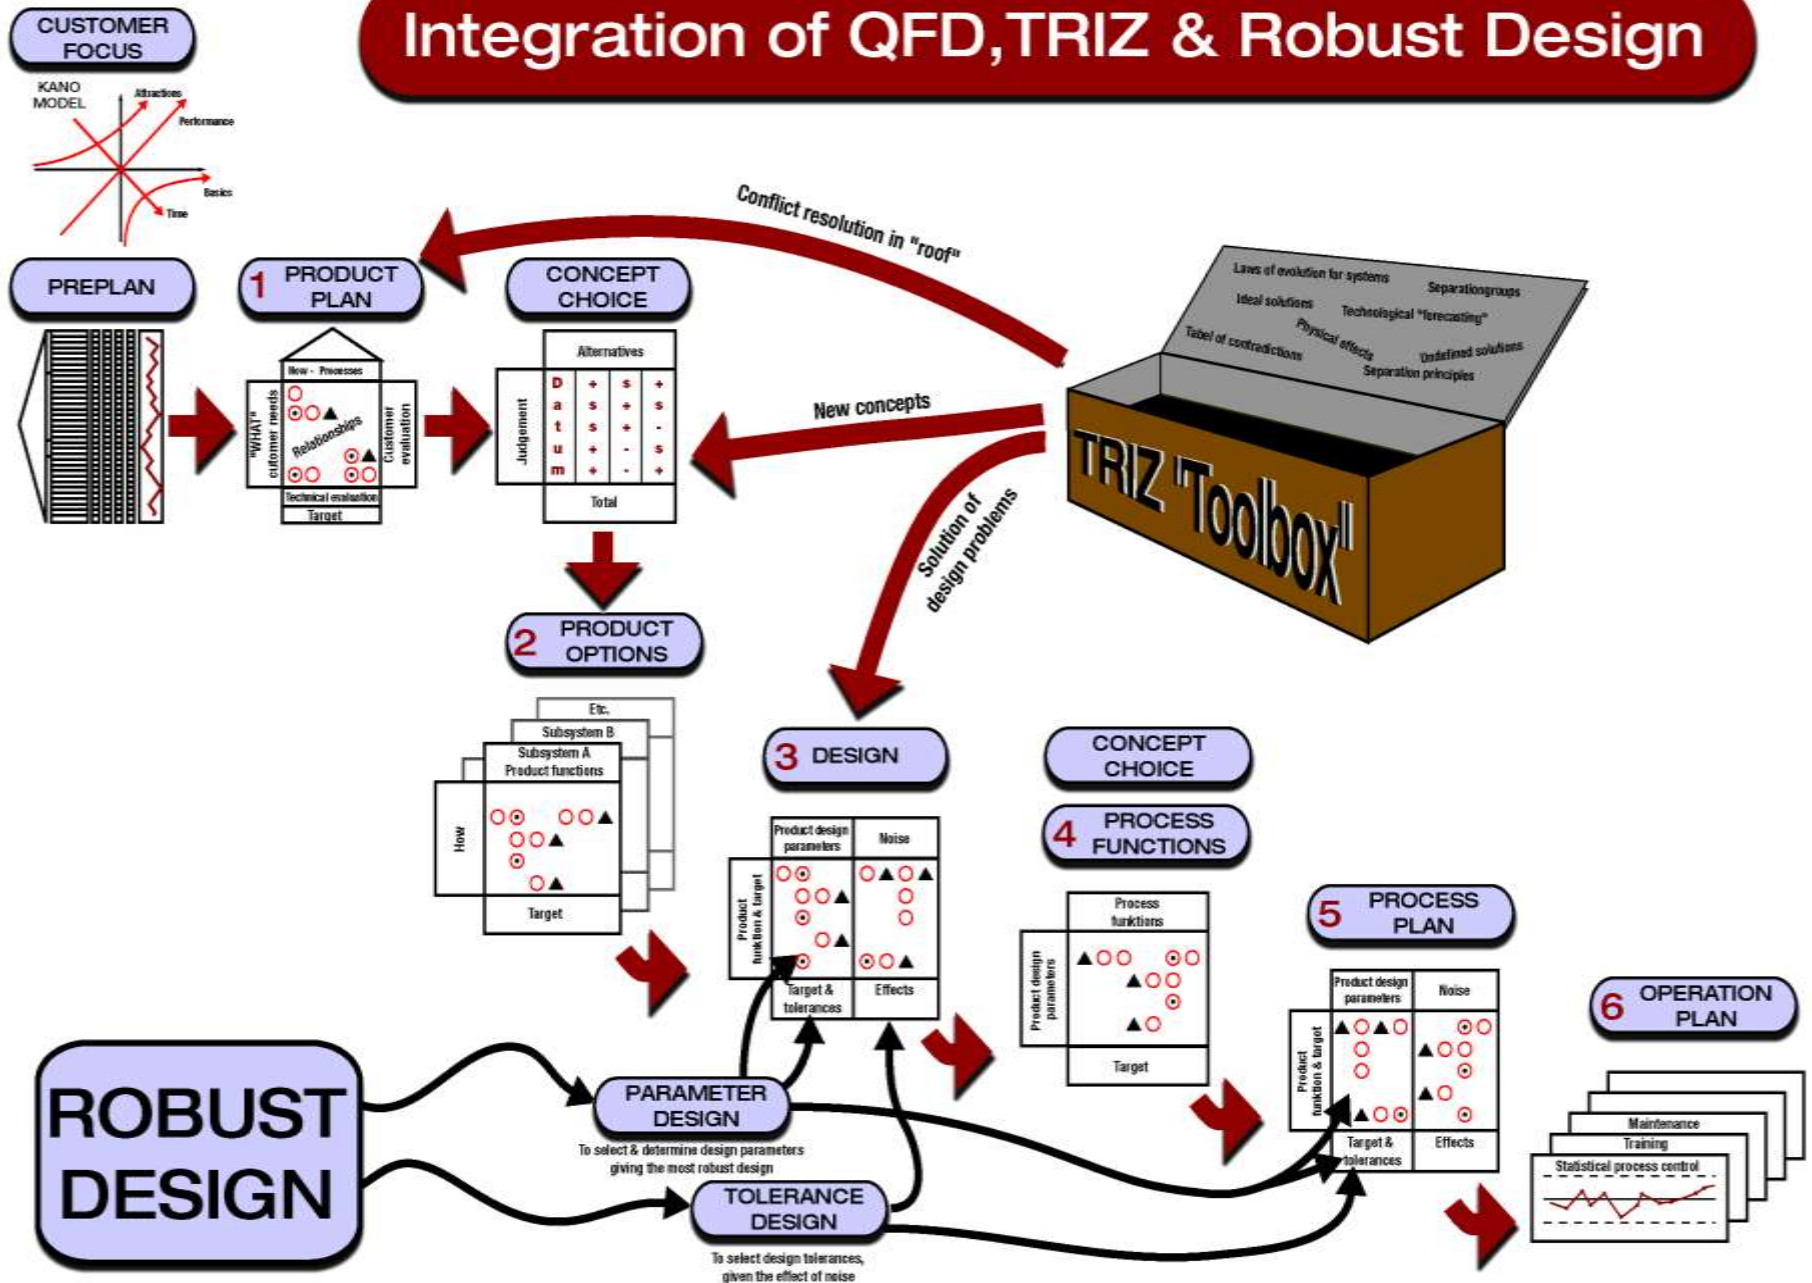 Integration of QFD,TRIZ & Robust Design
CUSTOMER
FOCUS
KANO
MODEL
Attractions
Performance
Basics
Time
PREPLAN
1 PRODUCT
PLAN
How - Processes
"WHAT"
cutomer needs
Relationships
Customer
evaluation
Technical evaluation
Target
CONCEPT
CHOICE
Alternatives
Judgement
D + s +
a s + s
t s + -
u + - s
m + - +
Total
Conflict resolution in "roof"
New concepts
Solution of
design problems
Laws of evolution for systems
Separationgroups
Ideal solutions
Technological "forecasting"
Physical effects
Tabel of contradictions
Undefined solutions
Separation principles
TRIZ "Toolbox"
2 PRODUCT
OPTIONS
Etc.
Subsystem B
Subsystem A
Product functions
How
Target
3 DESIGN
Product design
parameters
Noise
Product
funktion & target
Target &
tolerances
Effects
CONCEPT
CHOICE
4 PROCESS
FUNCTIONS
Process
funktions
Product design
parameters
Target
5 PROCESS
PLAN
Product design
parameters
Noise
Product
funktion & target
Target &
tolerances
Effects
6 OPERATION
PLAN
Maintenance
Training
Statistical process control
ROBUST
DESIGN
PARAMETER
DESIGN
To select & determine design parameters
giving the most robust design
TOLERANCE
DESIGN
To select design tolerances,
given the effect of noise